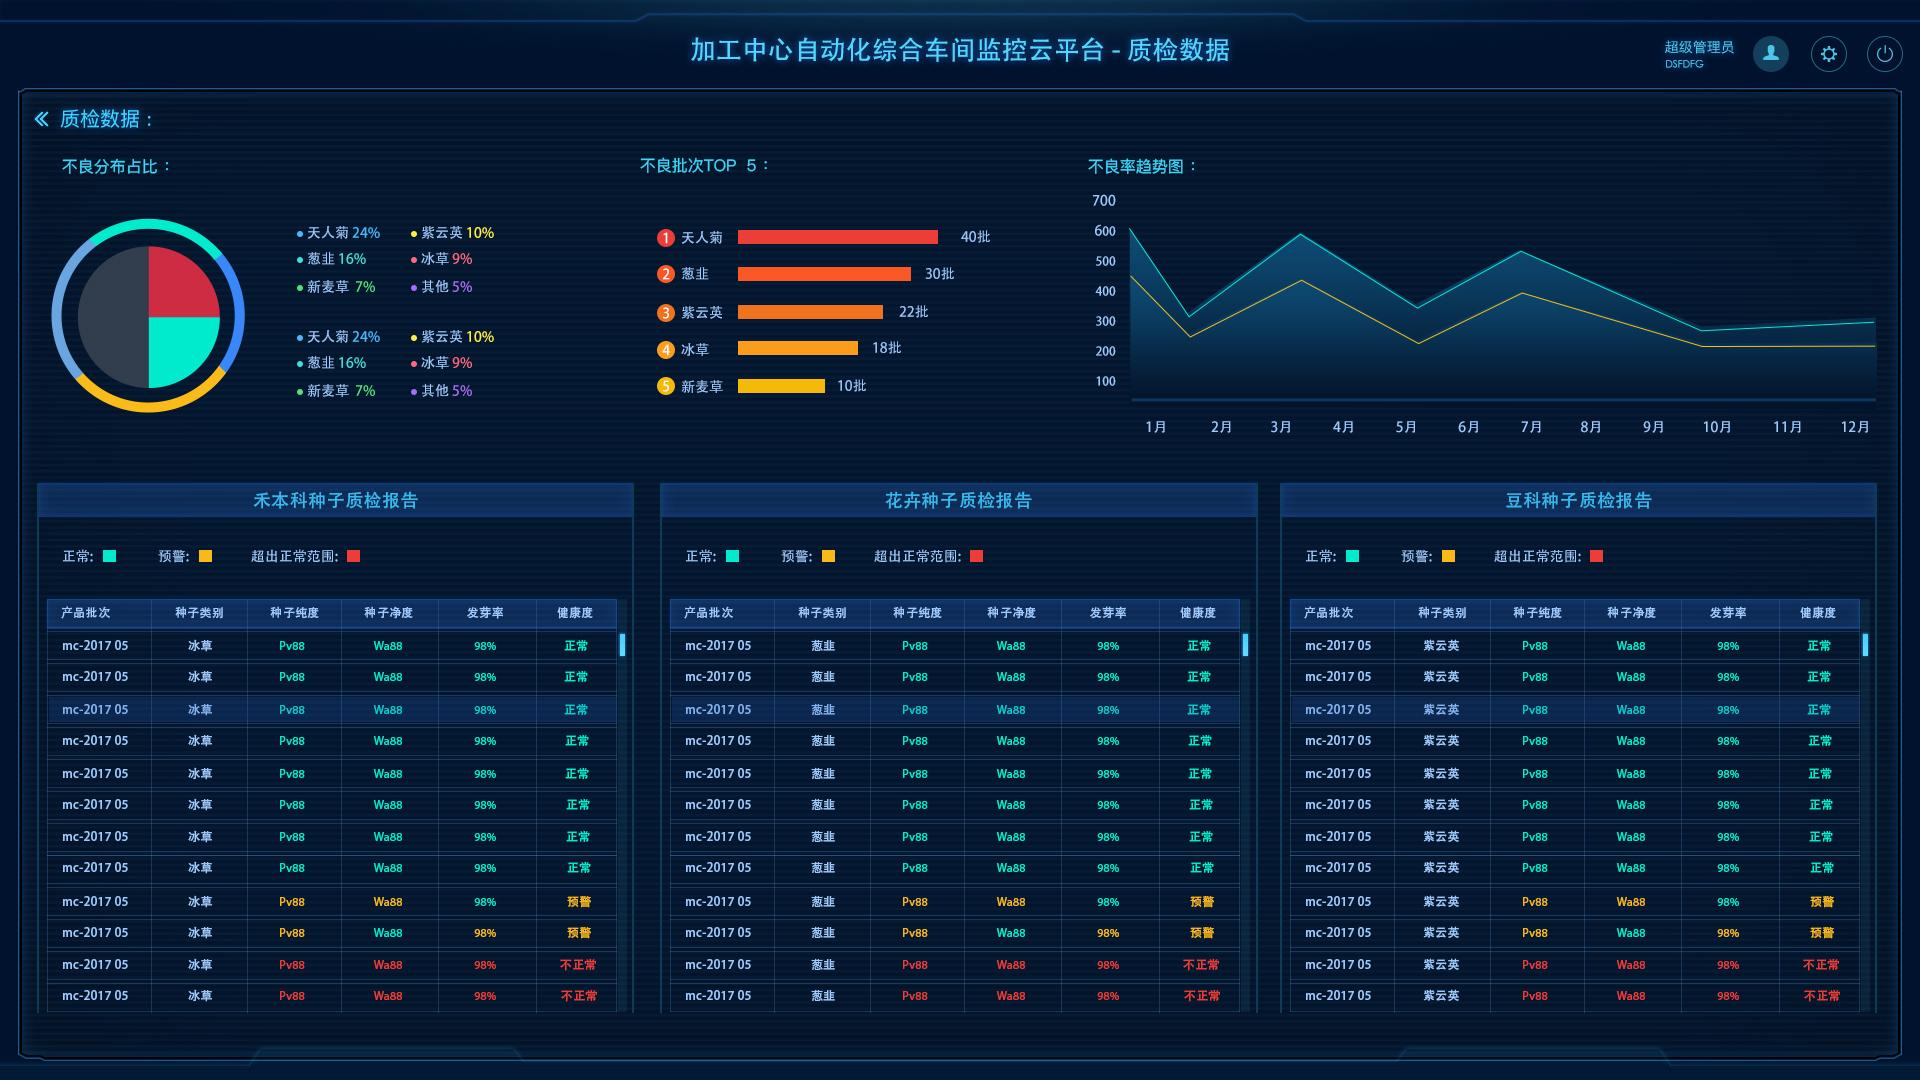 加工中心自动化综合车间监控云平台 - 质检数据
超级管理员
DSFDFG
质检数据：
不良分布占比：
天人菊 24% 紫云英 10%
葱韭 16% 冰草 9%
新麦草 7% 其他 5%
天人菊 24% 紫云英 10%
葱韭 16% 冰草 9%
新麦草 7% 其他 5%
不良批次TOP 5：
1 天人菊 40批
2 葱韭 30批
3 紫云英 22批
4 冰草 18批
5 新麦草 10批
不良率趋势图：
700
600
500
400
300
200
100
1月 2月 3月 4月 5月 6月 7月 8月 9月 10月 11月 12月
禾本科种子质检报告
正常: 预警: 超出正常范围:
产品批次 种子类别 种子纯度 种子净度 发芽率 健康度
mc-2017 05 冰草 Pv88 Wa88 98% 正常
mc-2017 05 冰草 Pv88 Wa88 98% 正常
mc-2017 05 冰草 Pv88 Wa88 98% 正常
mc-2017 05 冰草 Pv88 Wa88 98% 正常
mc-2017 05 冰草 Pv88 Wa88 98% 正常
mc-2017 05 冰草 Pv88 Wa88 98% 正常
mc-2017 05 冰草 Pv88 Wa88 98% 正常
mc-2017 05 冰草 Pv88 Wa88 98% 正常
mc-2017 05 冰草 Pv88 Wa88 98% 预警
mc-2017 05 冰草 Pv88 Wa88 98% 预警
mc-2017 05 冰草 Pv88 Wa88 98% 不正常
mc-2017 05 冰草 Pv88 Wa88 98% 不正常
花卉种子质检报告
正常: 预警: 超出正常范围:
产品批次 种子类别 种子纯度 种子净度 发芽率 健康度
mc-2017 05 葱韭 Pv88 Wa88 98% 正常
mc-2017 05 葱韭 Pv88 Wa88 98% 正常
mc-2017 05 葱韭 Pv88 Wa88 98% 正常
mc-2017 05 葱韭 Pv88 Wa88 98% 正常
mc-2017 05 葱韭 Pv88 Wa88 98% 正常
mc-2017 05 葱韭 Pv88 Wa88 98% 正常
mc-2017 05 葱韭 Pv88 Wa88 98% 正常
mc-2017 05 葱韭 Pv88 Wa88 98% 正常
mc-2017 05 葱韭 Pv88 Wa88 98% 预警
mc-2017 05 葱韭 Pv88 Wa88 98% 预警
mc-2017 05 葱韭 Pv88 Wa88 98% 不正常
mc-2017 05 葱韭 Pv88 Wa88 98% 不正常
豆科种子质检报告
正常: 预警: 超出正常范围:
产品批次 种子类别 种子纯度 种子净度 发芽率 健康度
mc-2017 05 紫云英 Pv88 Wa88 98% 正常
mc-2017 05 紫云英 Pv88 Wa88 98% 正常
mc-2017 05 紫云英 Pv88 Wa88 98% 正常
mc-2017 05 紫云英 Pv88 Wa88 98% 正常
mc-2017 05 紫云英 Pv88 Wa88 98% 正常
mc-2017 05 紫云英 Pv88 Wa88 98% 正常
mc-2017 05 紫云英 Pv88 Wa88 98% 正常
mc-2017 05 紫云英 Pv88 Wa88 98% 正常
mc-2017 05 紫云英 Pv88 Wa88 98% 预警
mc-2017 05 紫云英 Pv88 Wa88 98% 预警
mc-2017 05 紫云英 Pv88 Wa88 98% 不正常
mc-2017 05 紫云英 Pv88 Wa88 98% 不正常